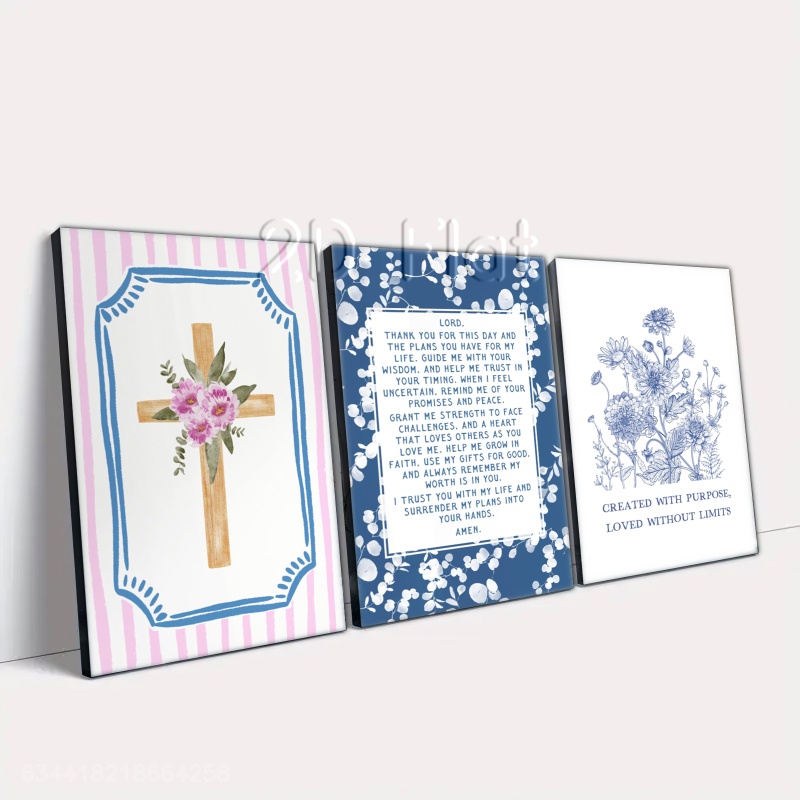 2D Flat
LORD,
THANK YOU FOR THIS DAY AND
THE PLANS YOU HAVE FOR MY
LIFE. GUIDE ME WITH YOUR
WISDOM, AND HELP ME TRUST IN
YOUR TIMING. WHEN I FEEL
UNCERTAIN, REMIND ME OF YOUR
PROMISES AND PEACE.
GRANT ME STRENGTH TO FACE
CHALLENGES, AND A HEART
THAT LOVES OTHERS AS YOU
LOVE ME. HELP ME GROW IN
FAITH, USE MY GIFTS FOR GOOD,
AND ALWAYS REMEMBER MY
WORTH IS IN YOU.
I TRUST YOU WITH MY LIFE AND
SURRENDER MY PLANS INTO
YOUR HANDS.
AMEN.
CREATED WITH PURPOSE,
LOVED WITHOUT LIMITS
634418218664258